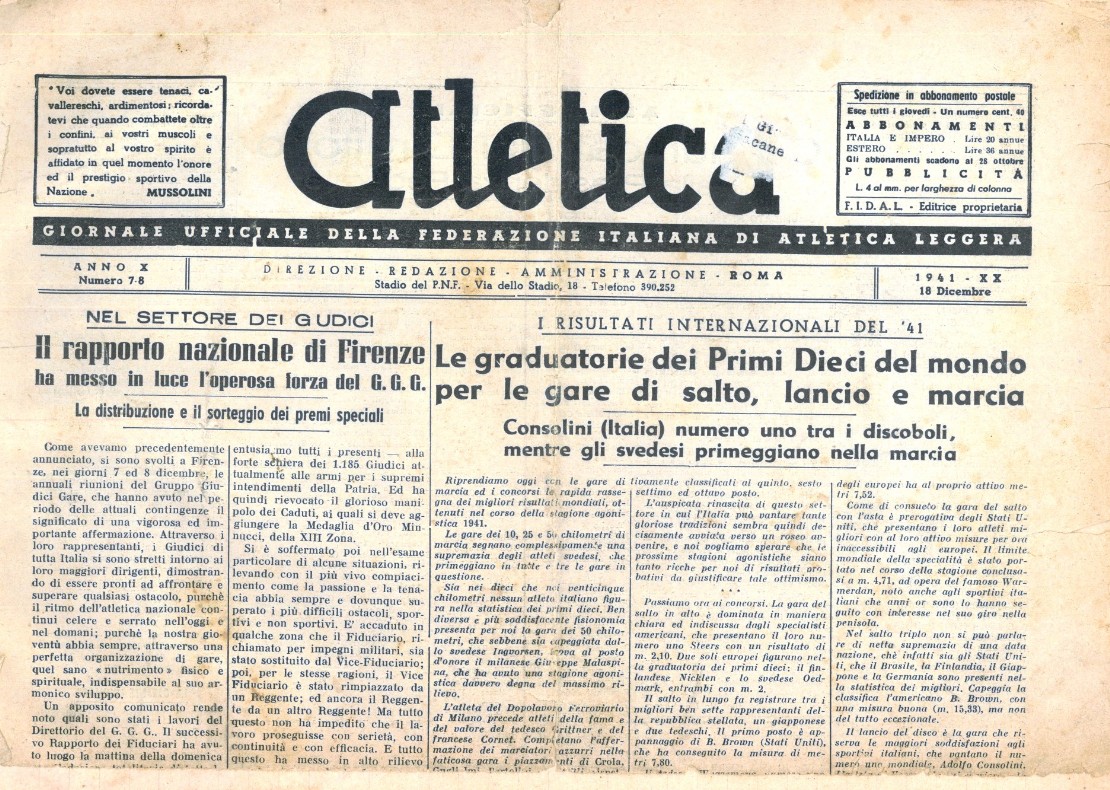 "Voi dovete essere tenaci, ca-
vallereschi, ardimentosi; ricorda-
tevi che quando combattete oltre
i confini, ai vostri muscoli e
sopratutto al vostro spirito è
affidato in quel momento l'onore
ed il prestigio sportivo della
Nazione. MUSSOLINI
Atletica
Spedizione in abbonamento postale
Esce tutti i giovedì - Un numero cent. 40
ABBONAMENTI
ITALIA E IMPERO . Lire 20 annue
ESTERO . . . . . . Lire 36 annue
Gli abbonamenti scadono al 28 ottobre
PUBBLICITÀ
L. 4 al mm. per larghezza di colonna
F.I.D.A.L. - Editrice proprietaria
GIORNALE UFFICIALE DELLA FEDERAZIONE ITALIANA DI ATLETICA LEGGERA
ANNO X
Numero 7-8
DIREZIONE - REDAZIONE - AMMINISTRAZIONE - ROMA
Stadio del P.N.F. - Via dello Stadio, 18 - Telefono 390.252
1941 - XX
18 Dicembre
NEL SETTORE DEI GIUDICI
Il rapporto nazionale di Firenze
ha messo in luce l'operosa forza del G.G.G.
La distribuzione e il sorteggio dei premi speciali
Come avevamo precedentemente
annunciato, si sono svolti a Firen-
ze, nei giorni 7 ed 8 dicembre, le
annuali riunioni del Gruppo Giu-
dici Gare, che hanno avuto nel pe-
riodo delle attuali contingenze il
significato di una vigorosa ed im-
portante affermazione. Attraverso i
loro rappresentanti, i Giudici di
tutta Italia si sono stretti intorno ai
loro maggiori dirigenti, dimostran-
do di essere pronti ad affrontare e
superare qualsiasi ostacolo, purchè
il ritmo dell'atletica nazionale con-
tinui celere e serrato nell'oggi e
nel domani; purchè la nostra gio-
ventù abbia sempre, attraverso una
perfetta organizzazione di gare,
quel sano « nutrimento » fisico e
spirituale, indispensabile al suo ar-
monico sviluppo.
Un apposito comunicato rende
noto quali sono stati i lavori del
Direttorio del G. G. G. Il successi-
vo Rapporto dei Fiduciari ha avu-
to luogo la mattina della domenica
entusiasmo tutti i presenti — alla
forte schiera dei 1.185 Giudici at-
tualmente alle armi per i supremi
intendimenti della Patria. Ed ha
quindi rievocato il glorioso mani-
polo dei Caduti, ai quali si deve ag-
giungere la Medaglia d'Oro Min-
nucci, della XIII Zona.
Si è soffermato poi nell'esame
particolare di alcune situazioni, ri-
levando con il più vivo compiaci-
mento come la passione e la tena-
cia abbia sempre e dovunque su-
perato i più difficili ostacoli, spor-
tivi e non sportivi. E' accaduto in
qualche zona che il Fiduciario, ri-
chiamato per impegni militari, sia
stato sostituito dal Vice-Fiduciario;
poi, per le stesse ragioni, il Vice
Fiduciario è stato rimpiazzato da
un Reggente; ed ancora il Reggen-
te da un altro Reggente! Ma tutto
questo non ha impedito che il la-
voro proseguisse con serietà, con
continuità e con efficacia. E tutto
questo ha messo in alto rilievo
I RISULTATI INTERNAZIONALI DEL '41
Le graduatorie dei Primi Dieci del mondo
per le gare di salto, lancio e marcia
Consolini (Italia) numero uno tra i discoboli,
mentre gli svedesi primeggiano nella marcia
Riprendiamo oggi con le gare di
marcia ed i concorsi la rapida rasse-
gna dei migliori risultati mondiali, ot-
tenuti nel corso della stagione agoni-
stica 1941.
Le gare dei 10, 25 e 50 chilometri di
marcia segnano complessivamente una
supremazia degli atleti svedesi, che
primeggiano in tutte e tre le gare in
questione.
Sia nei dieci che nei venticinque
chilometri nessun atleta italiano figu-
ra nella statistica dei primi dieci. Ben
diversa e più soddisfacente fisionomia
presenta per noi la gara dei 50 chilo-
metri, che sebbene sia capeggiata dal-
lo svedese Ingvorsen, trova al posto
d'onore il milanese Giuseppe Malaspi-
na, che ha avuto una stagione agoni-
stica davvero degna del massimo ri-
lievo.
L'atleta del Dopolavoro Ferroviario
di Milano precede atleti della fama e
del valore del tedesco Grittner e del
francese Cornet. Completano l'affer-
mazione dei marciatori azzurri nella
faticosa gara i piazzamenti di Crola,
tivamente classificati al quinto, sesto
settimo ed ottavo posto.
L'auspicata rinascita di questo set-
tore in cui l'Italia può vantare tante
gloriose tradizioni sembra quindi de-
cisamente avviata verso un roseo av-
venire, e noi vogliamo sperare che le
prossime stagioni agonistiche siano
tanto ricche per noi di risultati pro-
bativi da giustificare tale ottimismo.
• • •
Passiamo ora ai concorsi. La gara del
salto in alto è dominata in maniera
chiara ed indiscussa dagli specialisti
americani, che presentano il loro nu-
mero uno Steers con un risultato di
m. 2,10. Due soli europei figurano nel-
la graduatoria dei primi dieci: il fin-
landese Nicklen e lo svedese Oed-
mark, entrambi con m. 2.
Il salto in lungo fa registrare tra i
migliori ben sette rappresentanti del-
la repubblica stellata, un giapponese
e due tedeschi. Il primo posto è ap-
pannaggio di B. Brown (Stati Uniti),
che ha consegnito la misura di me-
tri 7,80.
degli europei ha al proprio attivo me-
tri 7,52.
Come di consueto la gara del salto
con l'asta è prerogativa degli Stati U-
niti, che presentano i loro atleti mi-
gliori con al loro attivo misure per ora
inaccessibili agli europei. Il limite
mondiale della specialità è stato por-
tato nel corso della stagione conclusa-
si a m. 4,71, ad opera del famoso War-
merdan, noto anche agli sportivi ita-
liani che anni or sono lo hanno se-
guito con interesse nel suo giro nella
penisola.
Nel salto triplo non si può parla-
re di netta supremazia di una data
nazione, chè infatti sia gli Stati Uni-
ti, che il Brasile, la Finlandia, il Giap-
pone e la Germania sono presenti nel-
la statistica dei migliori. Capeggia la
classifica l'americano B. Brown, con
una misura buona (m. 15,33), ma non
del tutto eccezionale.
Il lancio del disco è la gara che ri-
serva le maggiori soddisfazioni agli
sportivi italiani, che vantano il nu-
mero uno mondiale, Adolfo Consolini.